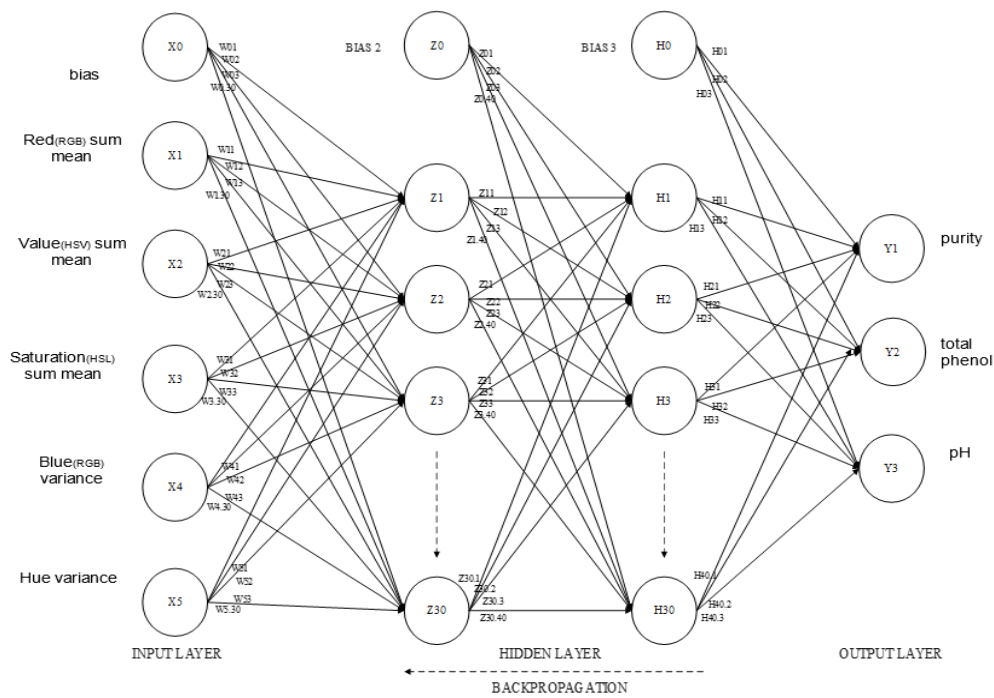 X0
W01
W02
W03
W0.30
bias
BIAS 2
Z0
Z01
Z02
Z03
Z0.40
BIAS 3
H0
H01
H02
H03
Red(RGB) sum
mean
X1
W11
W12
W13
W1.30
Z1
Z11
Z12
Z13
Z1.40
H1
H11
H12
H13
Value(HSV) sum
mean
X2
W21
W22
W23
W2.30
Z2
Z21
Z22
Z23
Z2.40
H2
H21
H22
H23
Y1
purity
Saturation(HSL)
sum mean
X3
W31
W32
W33
W3.30
Z3
Z31
Z32
Z33
Z3.40
H3
H31
H32
H33
Y2
total
phenol
Blue(RGB)
variance
X4
W41
W42
W43
W4.30
Y3
pH
Hue variance
X5
W51
W52
W53
W5.30
Z30
Z30.1
Z30.2
Z30.3
Z30.40
H30
H40.1
H40.2
H40.3
INPUT LAYER
HIDDEN LAYER
OUTPUT LAYER
BACKPROPAGATION